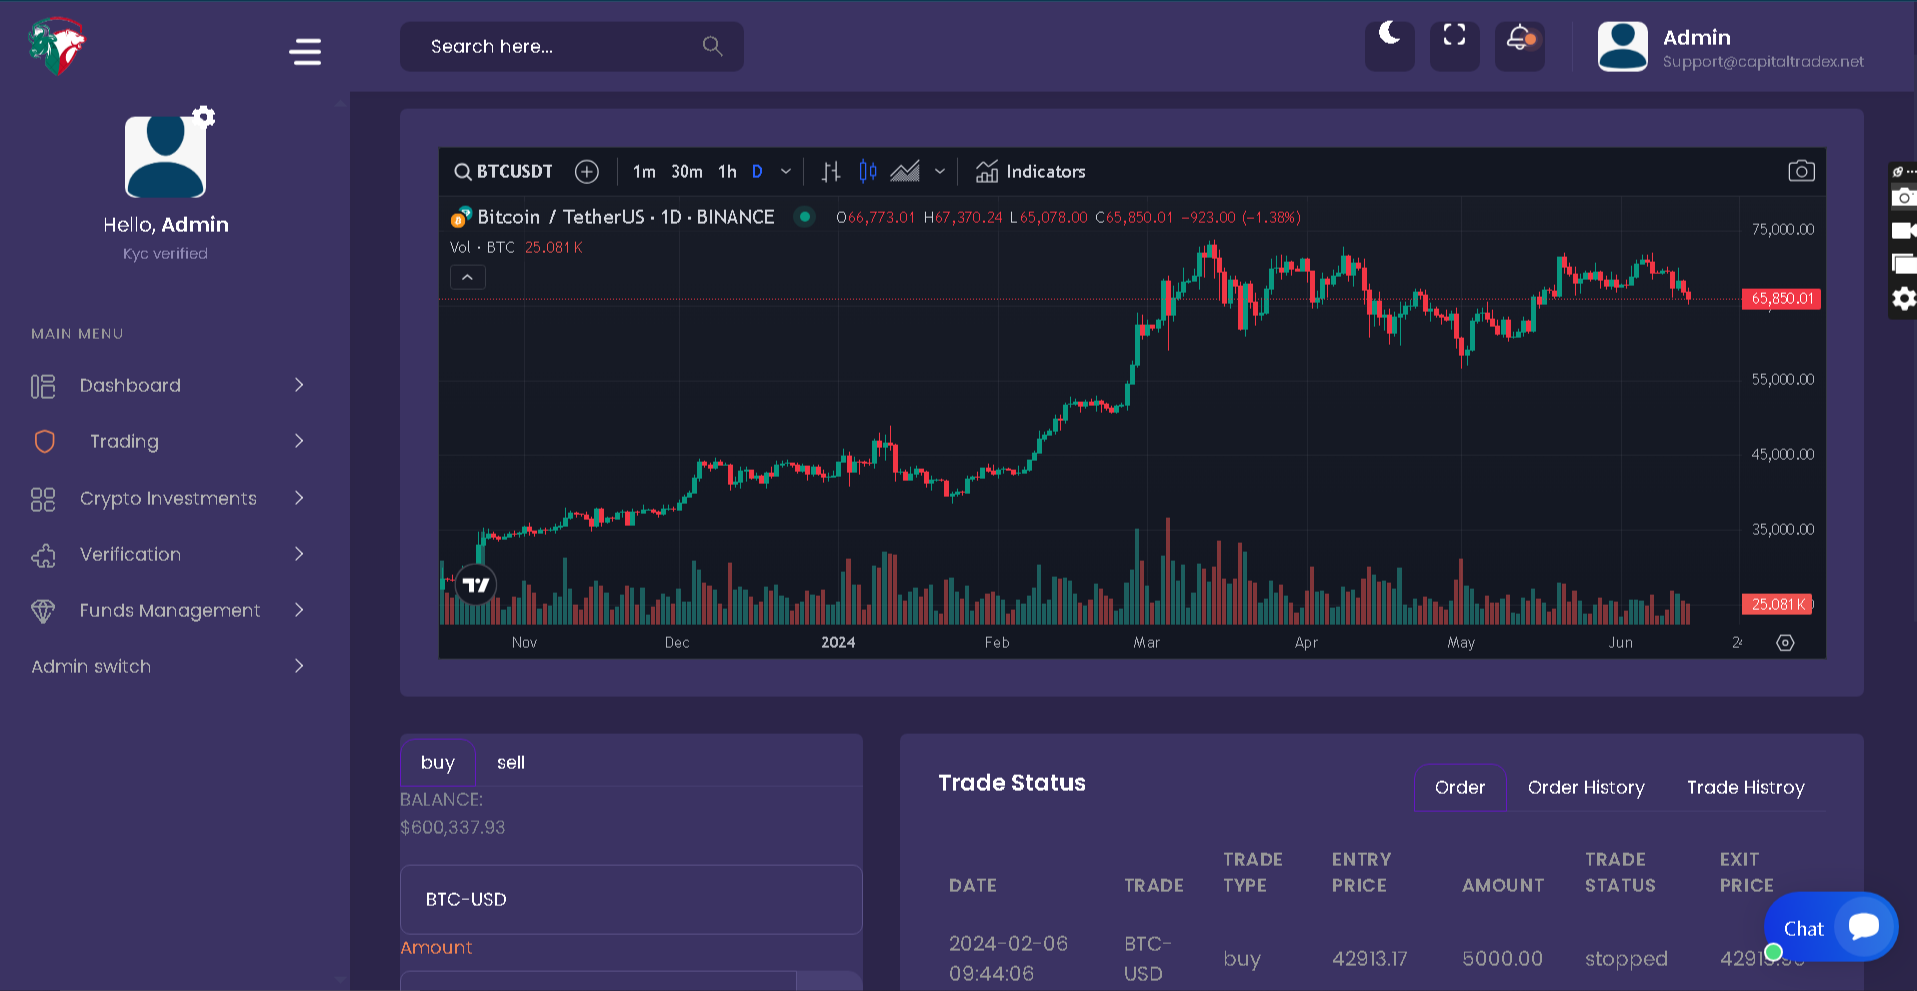 Search here...
Admin
Support@capitaltradex.net
Hello, Admin
Kyc verified
MAIN MENU
Dashboard
Trading
Crypto Investments
Verification
Funds Management
Admin switch
BTCUSDT 1m 30m 1h D Indicators
Bitcoin / TetherUS · 1D · BINANCE O66,773.01 H67,370.24 L65,078.00 C65,850.01 −923.00 (−1.38%)
Vol · BTC 25.081K
75,000.00
65,850.01
55,000.00
45,000.00
35,000.00
25.081K
Nov Dec 2024 Feb Mar Apr May Jun
buy sell
BALANCE:
$600,337.93
BTC-USD
Amount
Trade Status
Order Order History Trade Histroy
DATE TRADE TRADE TYPE ENTRY PRICE AMOUNT TRADE STATUS EXIT PRICE
2024-02-06 09:44:06 BTC-USD buy 42913.17 5000.00 stopped
Chat